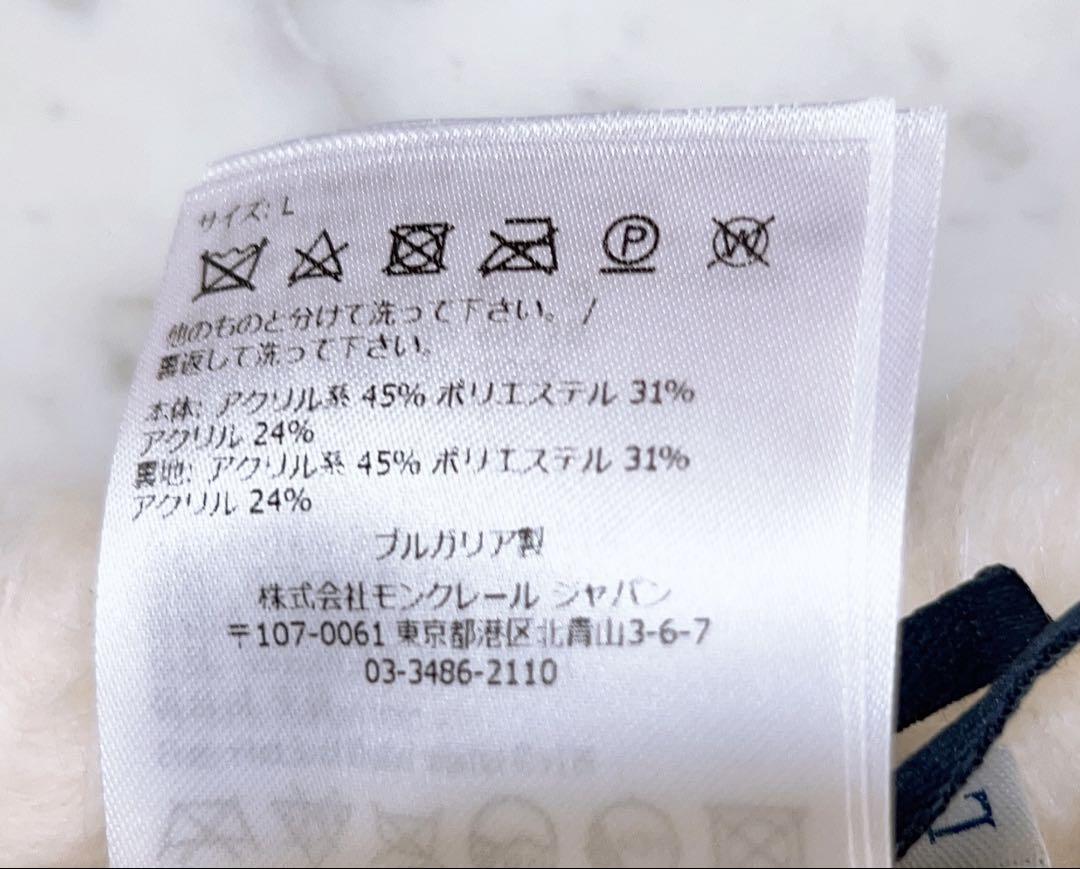 サイズ: L
P W
他のものと分けて洗って下さい。 /
裏返して洗って下さい。
本体: アクリル系 45% ポリエステル 31%
アクリル 24%
裏地: アクリル系 45% ポリエステル 31%
アクリル 24%
ブルガリア製
株式会社モンクレール ジャパン
〒107-0061 東京都港区北青山3-6-7
03-3486-2110
L